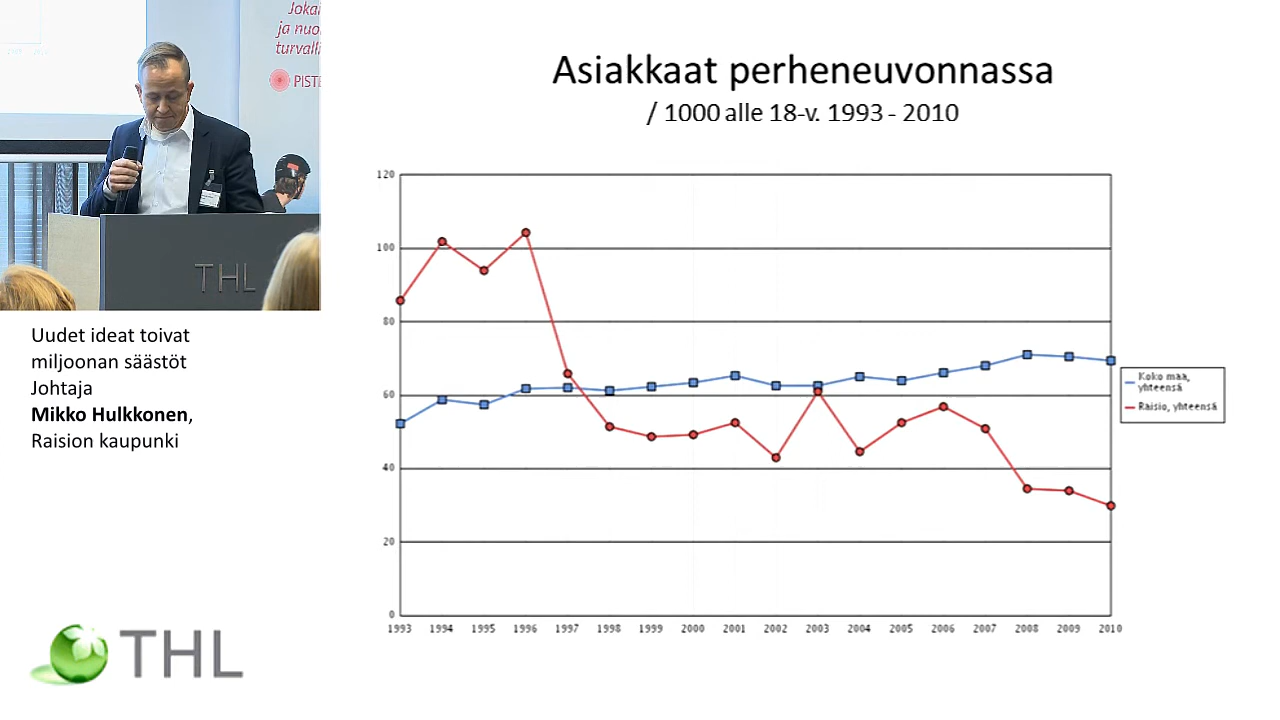 Jokai
ja nuo
turvalli
PISTE
THL
Uudet ideat toivat
miljoonan säästöt
Johtaja
Mikko Hulkkonen,
Raision kaupunki
THL
Asiakkaat perheneuvonnassa
/ 1000 alle 18-v. 1993 - 2010
120
100
80
60
40
20
0
1993 1994 1995 1996 1997 1998 1999 2000 2001 2002 2003 2004 2005 2006 2007 2008 2009 2010
Koko maa,
yhteensä
Raisio, yhteensä